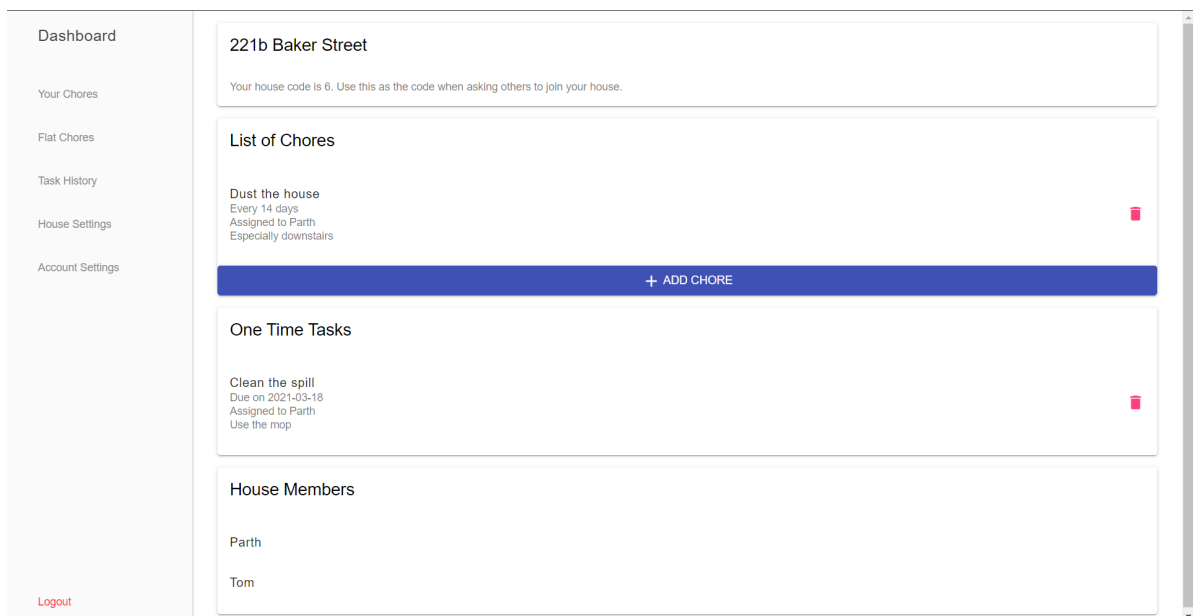 Dashboard
Your Chores
Flat Chores
Task History
House Settings
Account Settings
Logout
221b Baker Street
Your house code is 6. Use this as the code when asking others to join your house.
List of Chores
Dust the house
Every 14 days
Assigned to Parth
Especially downstairs
+ ADD CHORE
One Time Tasks
Clean the spill
Due on 2021-03-18
Assigned to Parth
Use the mop
House Members
Parth
Tom